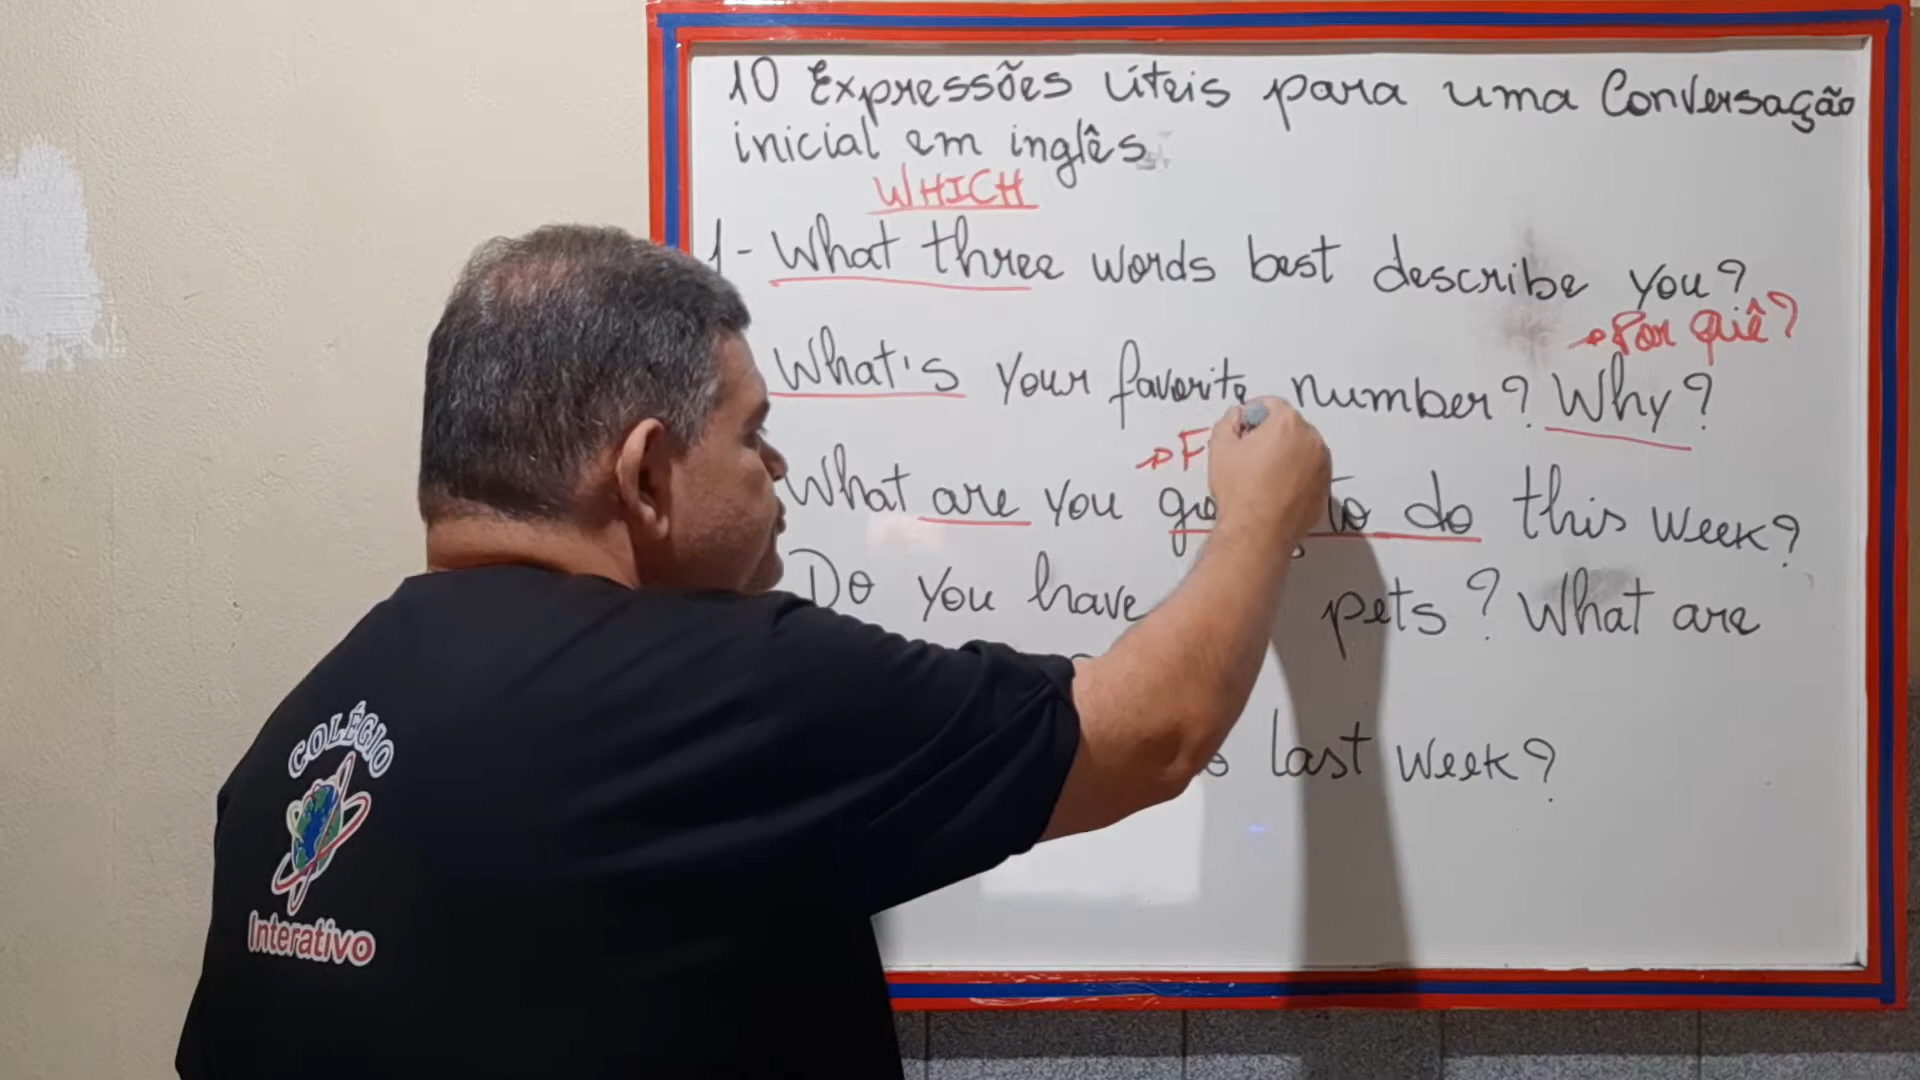 10 Expressões úteis para uma Conversação
inicial em inglês
WHICH
1- What three words best describe you?
Por quê?
What's your favorite number? Why?
What are you to do this week?
Do you have pets? What are
last week?
COLÉGIO
Interativo